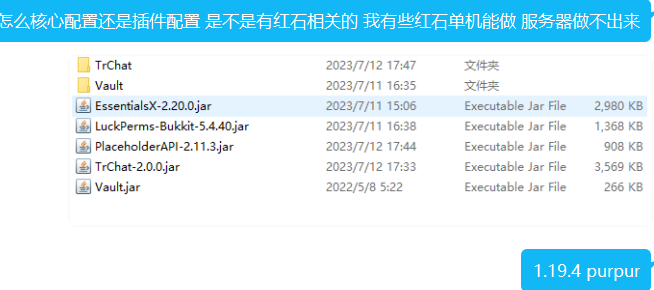 怎么核心配置还是插件配置 是不是有红石相关的 我有些红石单机能做 服务器做不出来
TrChat 2023/7/12 17:47 文件夹
Vault 2023/7/11 16:35 文件夹
EssentialsX-2.20.0.jar 2023/7/11 15:06 Executable Jar File 2,980 KB
LuckPerms-Bukkit-5.4.40.jar 2023/7/11 16:38 Executable Jar File 1,368 KB
PlaceholderAPI-2.11.3.jar 2023/7/12 17:44 Executable Jar File 908 KB
TrChat-2.0.0.jar 2023/7/12 17:33 Executable Jar File 3,569 KB
Vault.jar 2022/5/8 5:22 Executable Jar File 266 KB
1.19.4 purpur